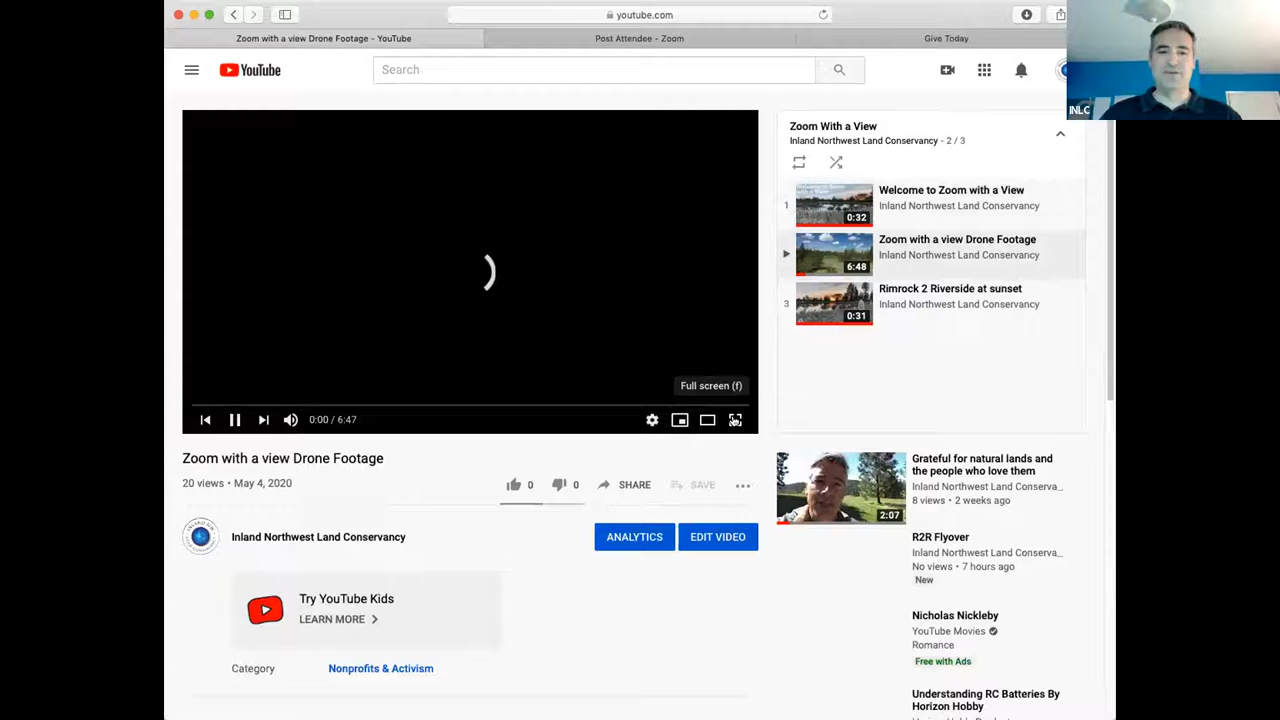 youtube.com
Zoom with a view Drone Footage - YouTube
Post Attendee - Zoom
Give Today
YouTube
Search
INLC
Zoom With a View
Inland Northwest Land Conservancy - 2 / 3
1
Welcome to Zoom with a View
Inland Northwest Land Conservancy
0:32
Zoom with a view Drone Footage
Inland Northwest Land Conservancy
6:48
3
Rimrock 2 Riverside at sunset
Inland Northwest Land Conservancy
0:31
Full screen (f)
0:00 / 6:47
Zoom with a view Drone Footage
20 views • May 4, 2020
0
0
SHARE
SAVE
Inland Northwest Land Conservancy
ANALYTICS
EDIT VIDEO
Try YouTube Kids
LEARN MORE
Category
Nonprofits & Activism
Grateful for natural lands and
the people who love them
Inland Northwest Land Conserva...
8 views • 2 weeks ago
2:07
R2R Flyover
Inland Northwest Land Conserva...
No views • 7 hours ago
New
Nicholas Nickleby
YouTube Movies
Romance
Free with Ads
Understanding RC Batteries By
Horizon Hobby